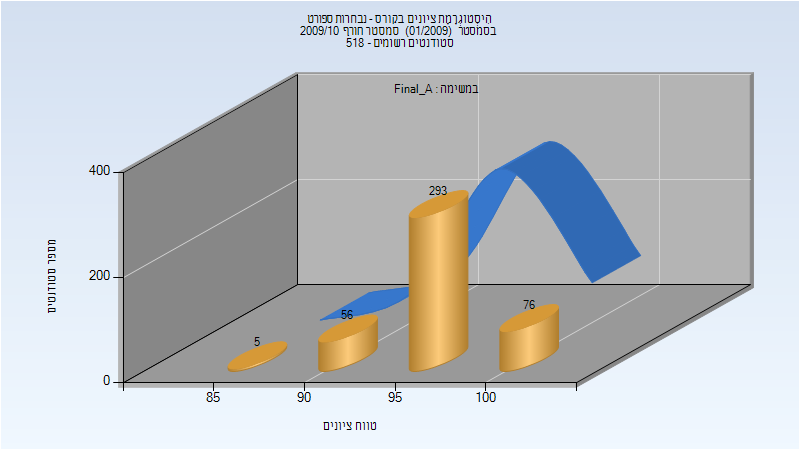 היסטוגרמת ציונים בקורס - נבחרות ספורט
בסמסטר (01/2009) סמסטר חורף 2009/10
סטודנטים רשומים - 518
במשימה : Final_A
מספר סטודנטים
400
200
0
5
56
293
76
85
90
95
100
טווח ציונים